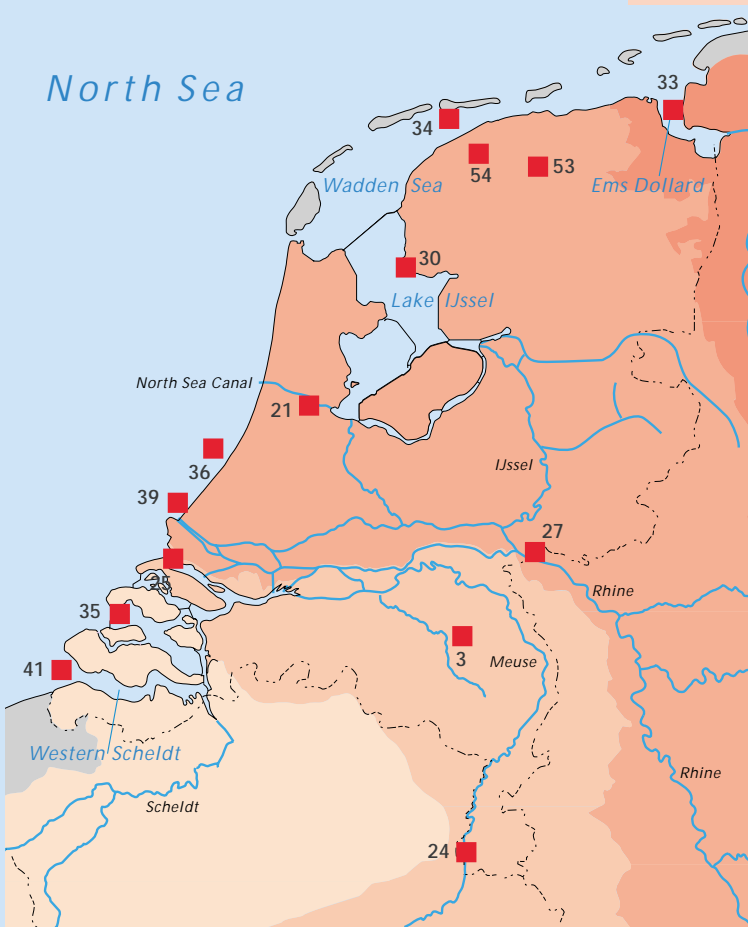 North Sea
33
34
54
53
Wadden Sea
Ems Dollard
30
Lake IJssel
North Sea Canal
21
36
IJssel
39
27
25
Rhine
35
3
Meuse
41
Western Scheldt
Rhine
Scheldt
24